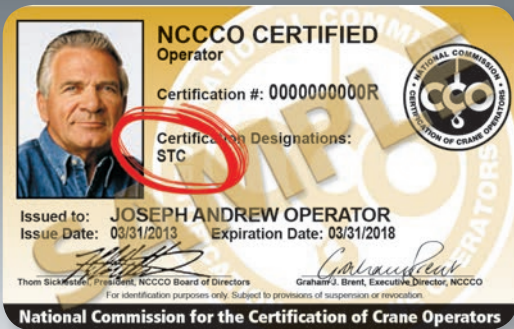 NCCCO CERTIFIED
Operator
Certification #: 0000000000R
NATIONAL COMMISSION
CCO
CERTIFICATION OF CRANE OPERATORS
Certification Designations:
STC
SAMPLE
Issued to: JOSEPH ANDREW OPERATOR
Issue Date: 03/31/2013 Expiration Date: 03/31/2018
Thom Sicklesteel, President, NCCCO Board of Directors
Graham J. Brent, Executive Director, NCCCO
For identification purposes only. Subject to provisions of suspension or revocation.
National Commission for the Certification of Crane Operators